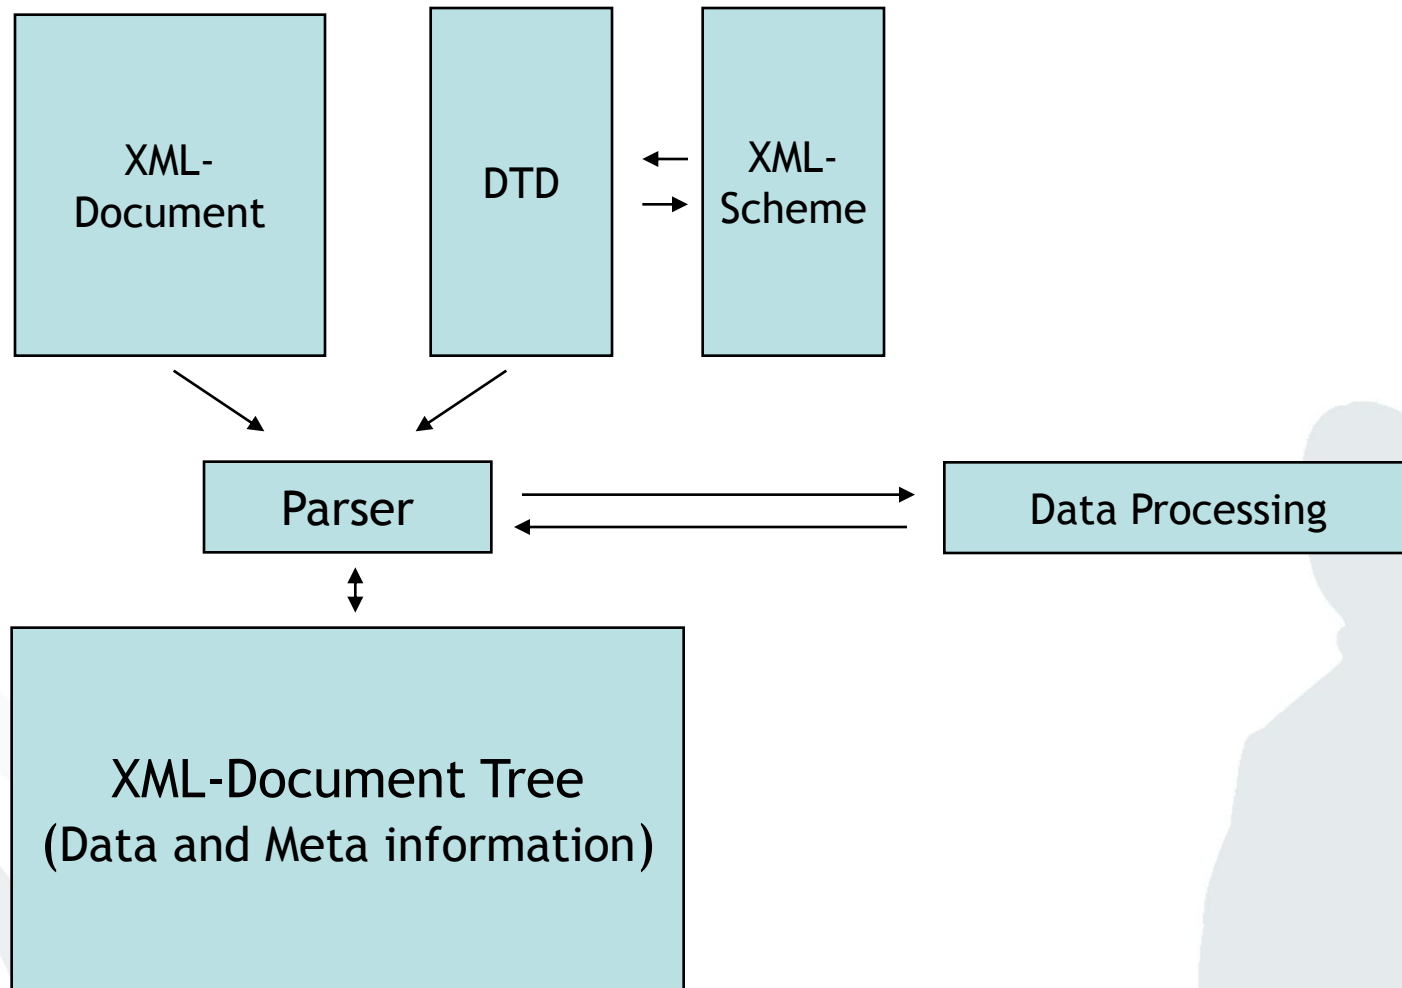 XML-
Document
DTD
XML-
Scheme
Parser
Data Processing
XML-Document Tree
(Data and Meta information)